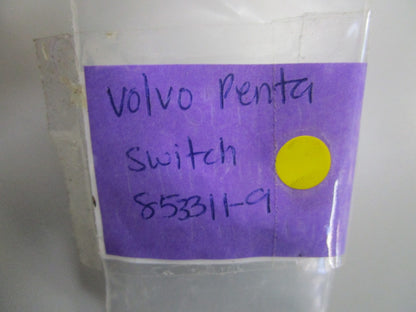 Volvo Penta
Switch
853311-9